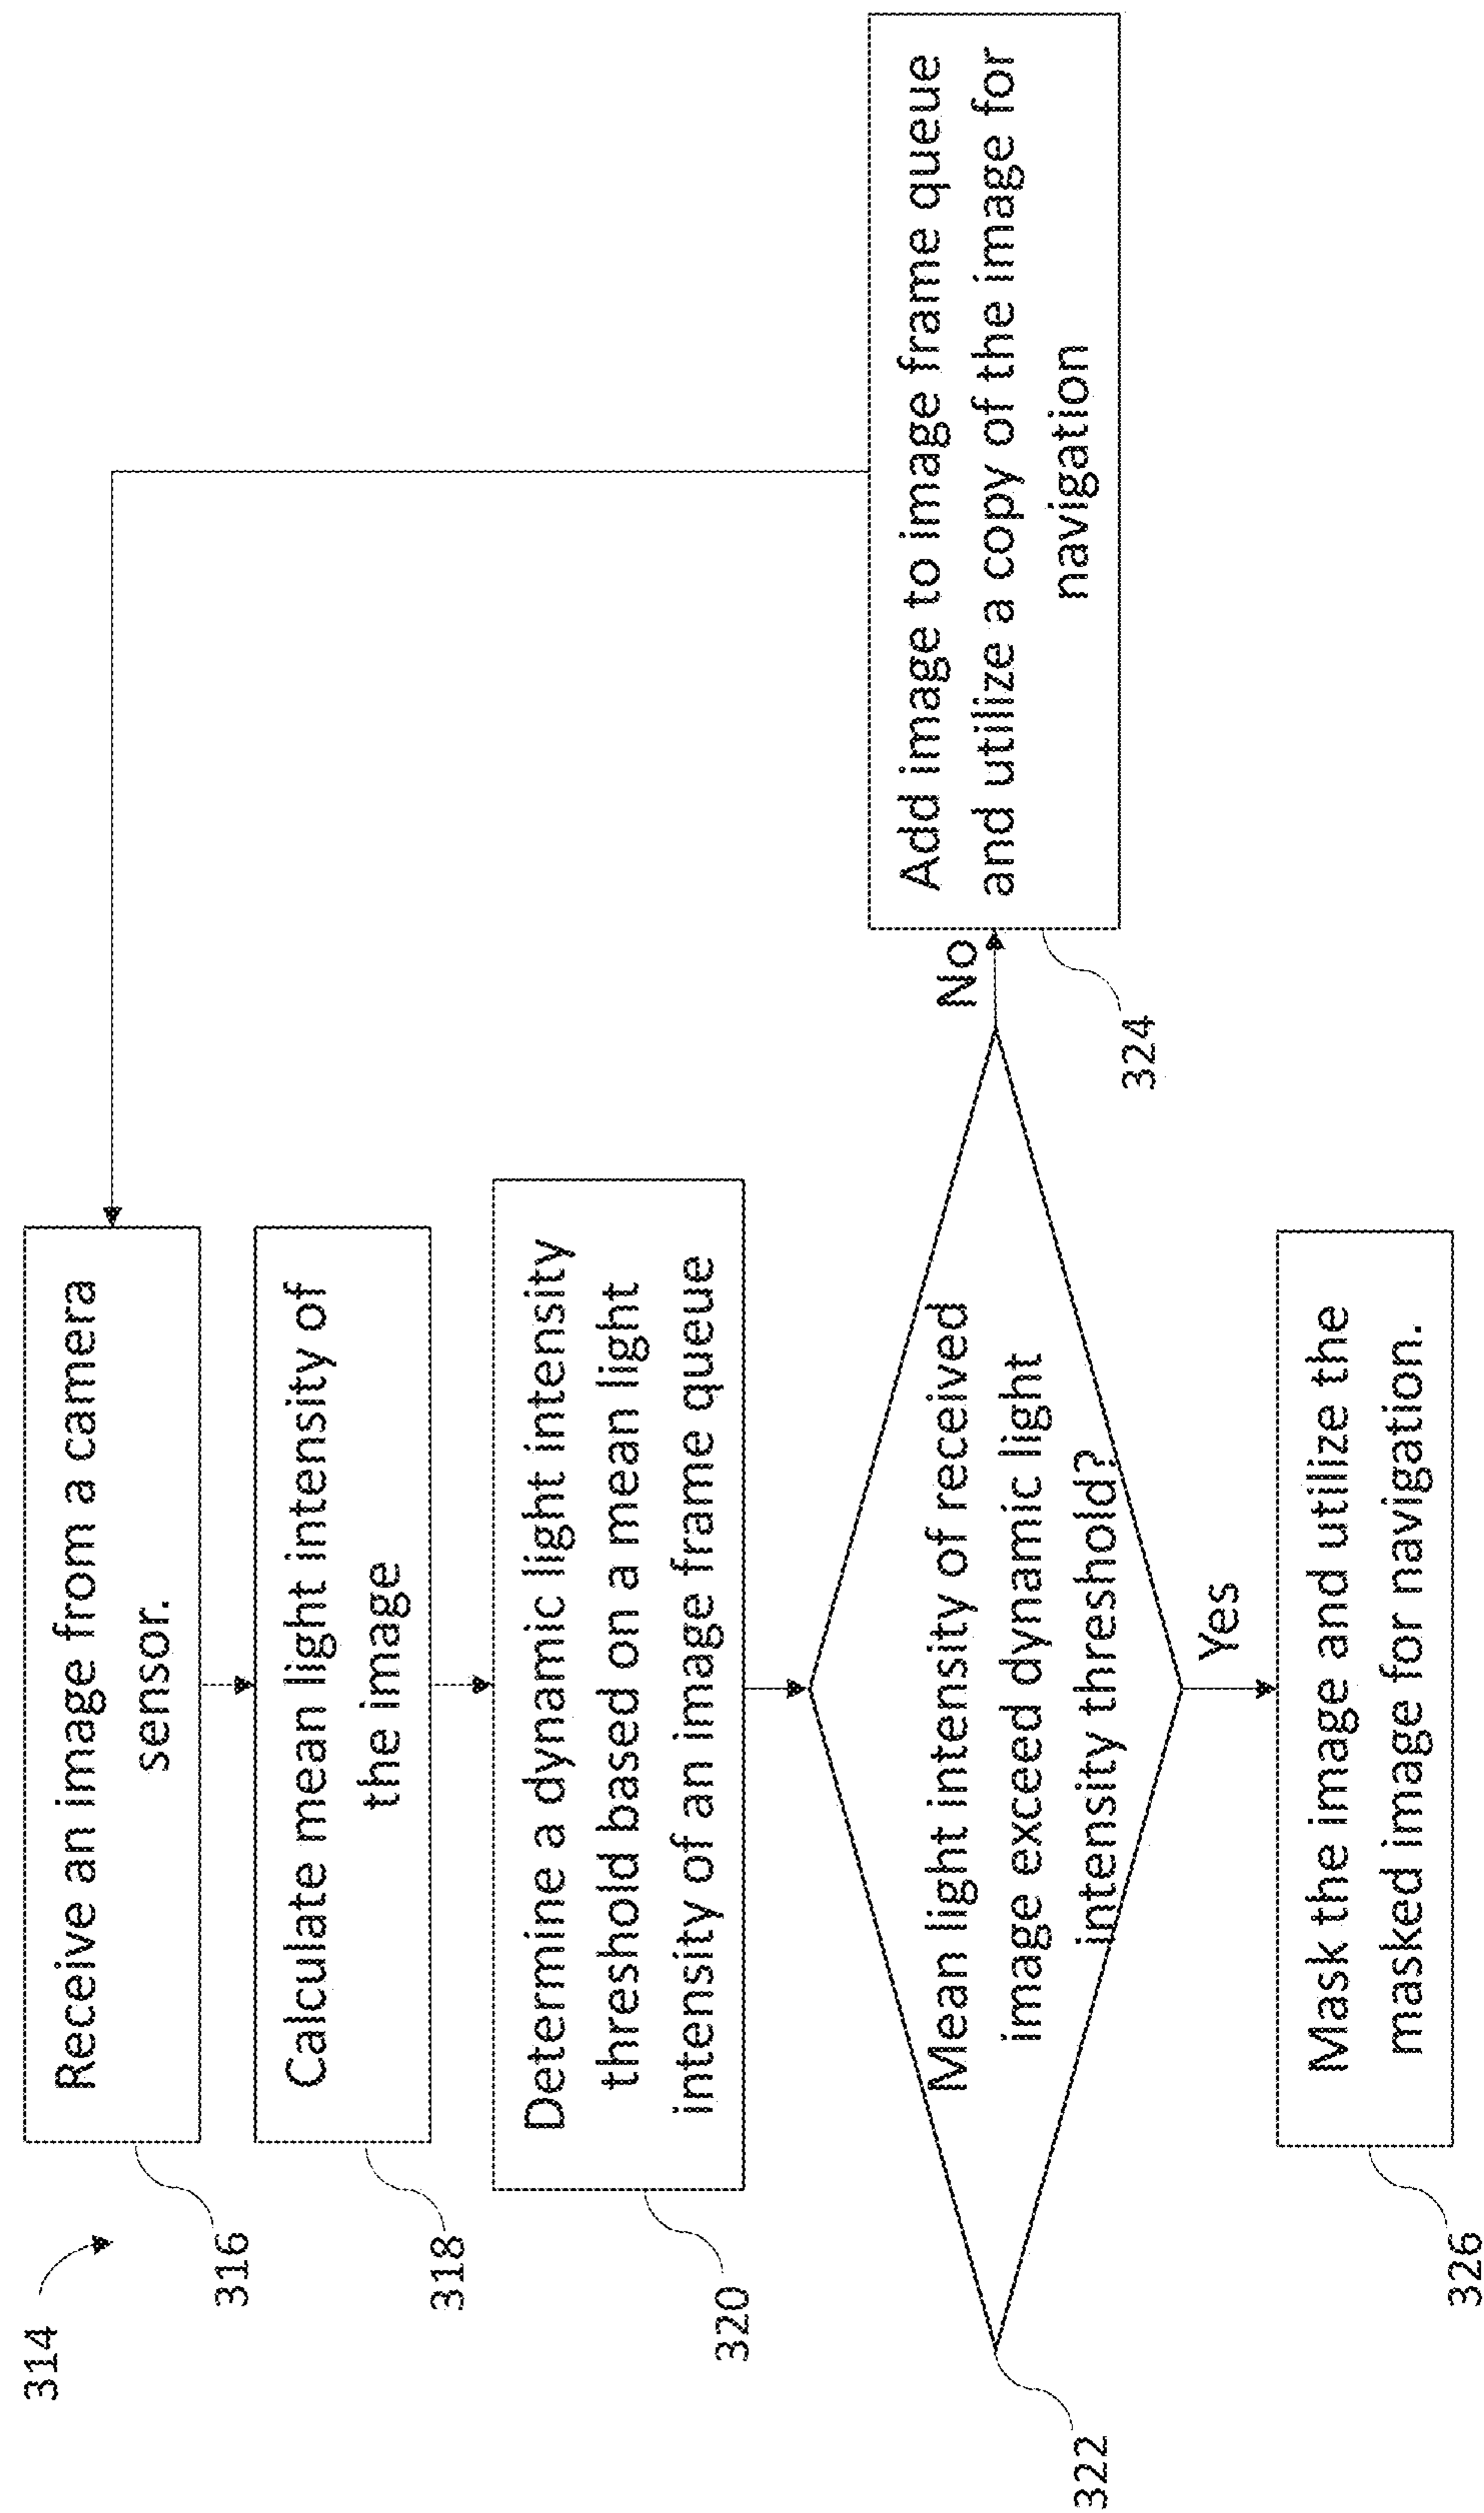 314
316
Receive an image from a camera
sensor.
318
Calculate mean light intensity of
the image
320
Determine a dynamic light intensity
threshold based on a mean light
intensity of an image frame queue
322
Mean light intensity of received
image exceed dynamic light
intensity threshold?
No
324
Add image to image frame queue
and utilize a copy of the image for
navigation
Yes
326
Mask the image and utilize the
masked image for navigation.